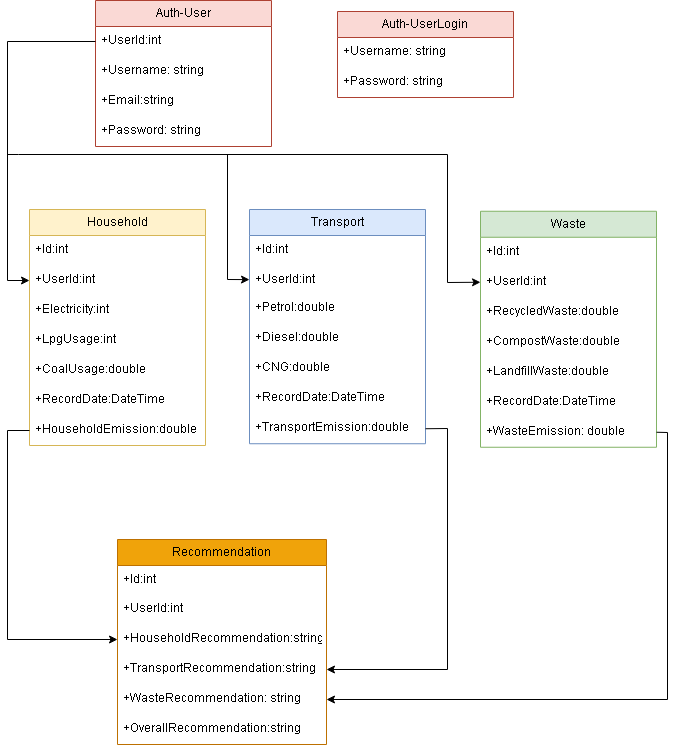 Auth-User
+UserId:int
+Username: string
+Email:string
+Password: string
Auth-UserLogin
+Username: string
+Password: string
Household
+Id:int
+UserId:int
+Electricity:int
+LpgUsage:int
+CoalUsage:double
+RecordDate:DateTime
+HouseholdEmission:double
Transport
+Id:int
+UserId:int
+Petrol:double
+Diesel:double
+CNG:double
+RecordDate:DateTime
+TransportEmission:double
Waste
+Id:int
+UserId:int
+RecycledWaste:double
+CompostWaste:double
+LandfillWaste:double
+RecordDate:DateTime
+WasteEmission: double
Recommendation
+Id:int
+UserId:int
+HouseholdRecommendation:string
+TransportRecommendation:string
+WasteRecommendation: string
+OverallRecommendation:string